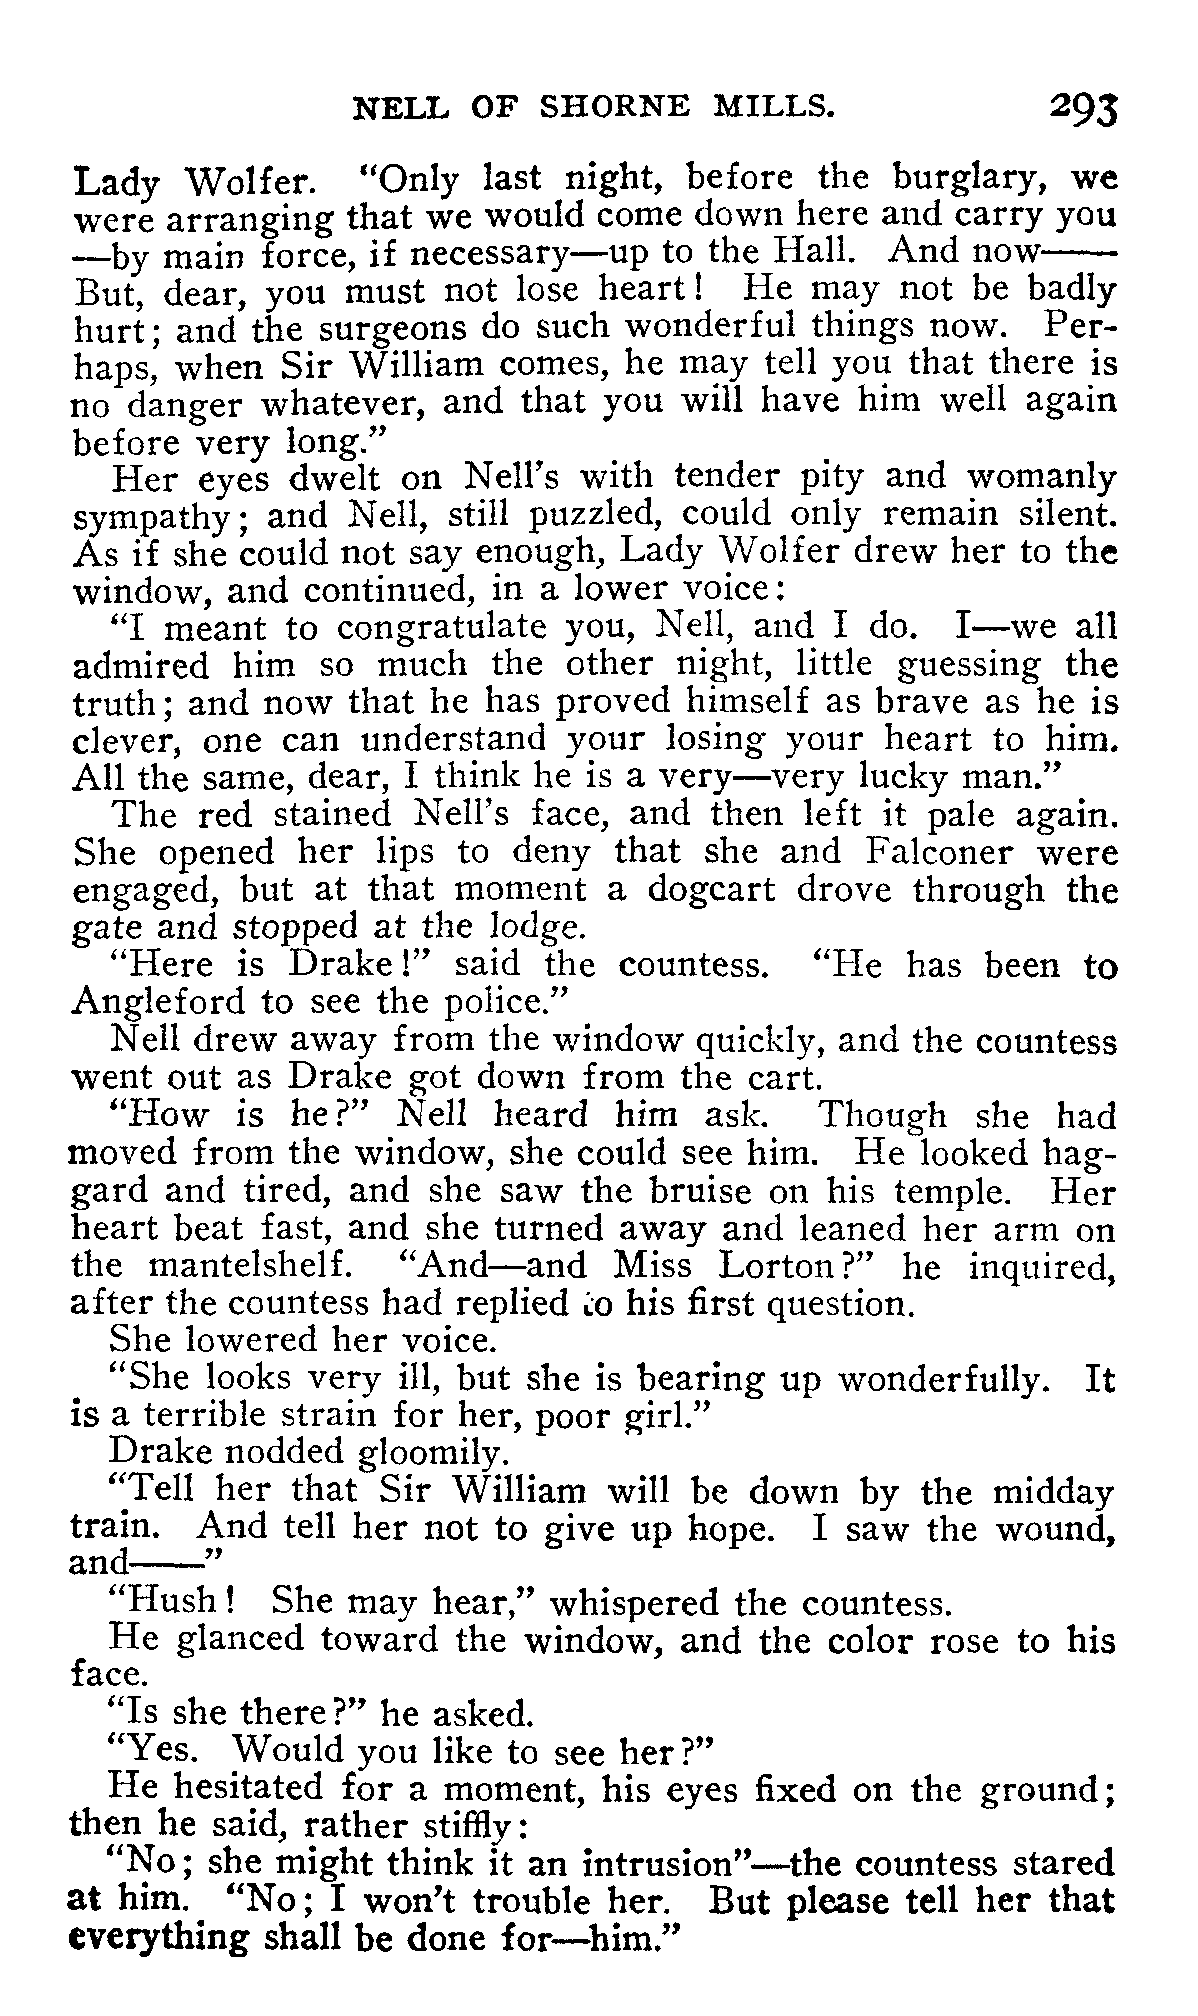 NELL OF SHORNE MILLS. 293
Lady Wolfer. "Only last night, before the burglary, we
were arranging that we would come down here and carry you
—by main force, if necessary—up to the Hall. And now——
But, dear, you must not lose heart! He may not be badly
hurt; and the surgeons do such wonderful things now. Per-
haps, when Sir William comes, he may tell you that there is
no danger whatever, and that you will have him well again
before very long."
Her eyes dwelt on Nell's with tender pity and womanly
sympathy; and Nell, still puzzled, could only remain silent.
As if she could not say enough, Lady Wolfer drew her to the
window, and continued, in a lower voice:
"I meant to congratulate you, Nell, and I do. I—we all
admired him so much the other night, little guessing the
truth; and now that he has proved himself as brave as he is
clever, one can understand your losing your heart to him.
All the same, dear, I think he is a very—very lucky man."
The red stained Nell's face, and then left it pale again.
She opened her lips to deny that she and Falconer were
engaged, but at that moment a dogcart drove through the
gate and stopped at the lodge.
"Here is Drake!" said the countess. "He has been to
Angleford to see the police."
Nell drew away from the window quickly, and the countess
went out as Drake got down from the cart.
"How is he?" Nell heard him ask. Though she had
moved from the window, she could see him. He looked hag-
gard and tired, and she saw the bruise on his temple. Her
heart beat fast, and she turned away and leaned her arm on
the mantelshelf. "And—and Miss Lorton?" he inquired,
after the countess had replied to his first question.
She lowered her voice.
"She looks very ill, but she is bearing up wonderfully. It
is a terrible strain for her, poor girl."
Drake nodded gloomily.
"Tell her that Sir William will be down by the midday
train. And tell her not to give up hope. I saw the wound,
and——"
"Hush! She may hear," whispered the countess.
He glanced toward the window, and the color rose to his
face.
"Is she there?" he asked.
"Yes. Would you like to see her?"
He hesitated for a moment, his eyes fixed on the ground;
then he said, rather stiffly:
"No; she might think it an intrusion"—the countess stared
at him. "No; I won't trouble her. But please tell her that
everything shall be done for—him."